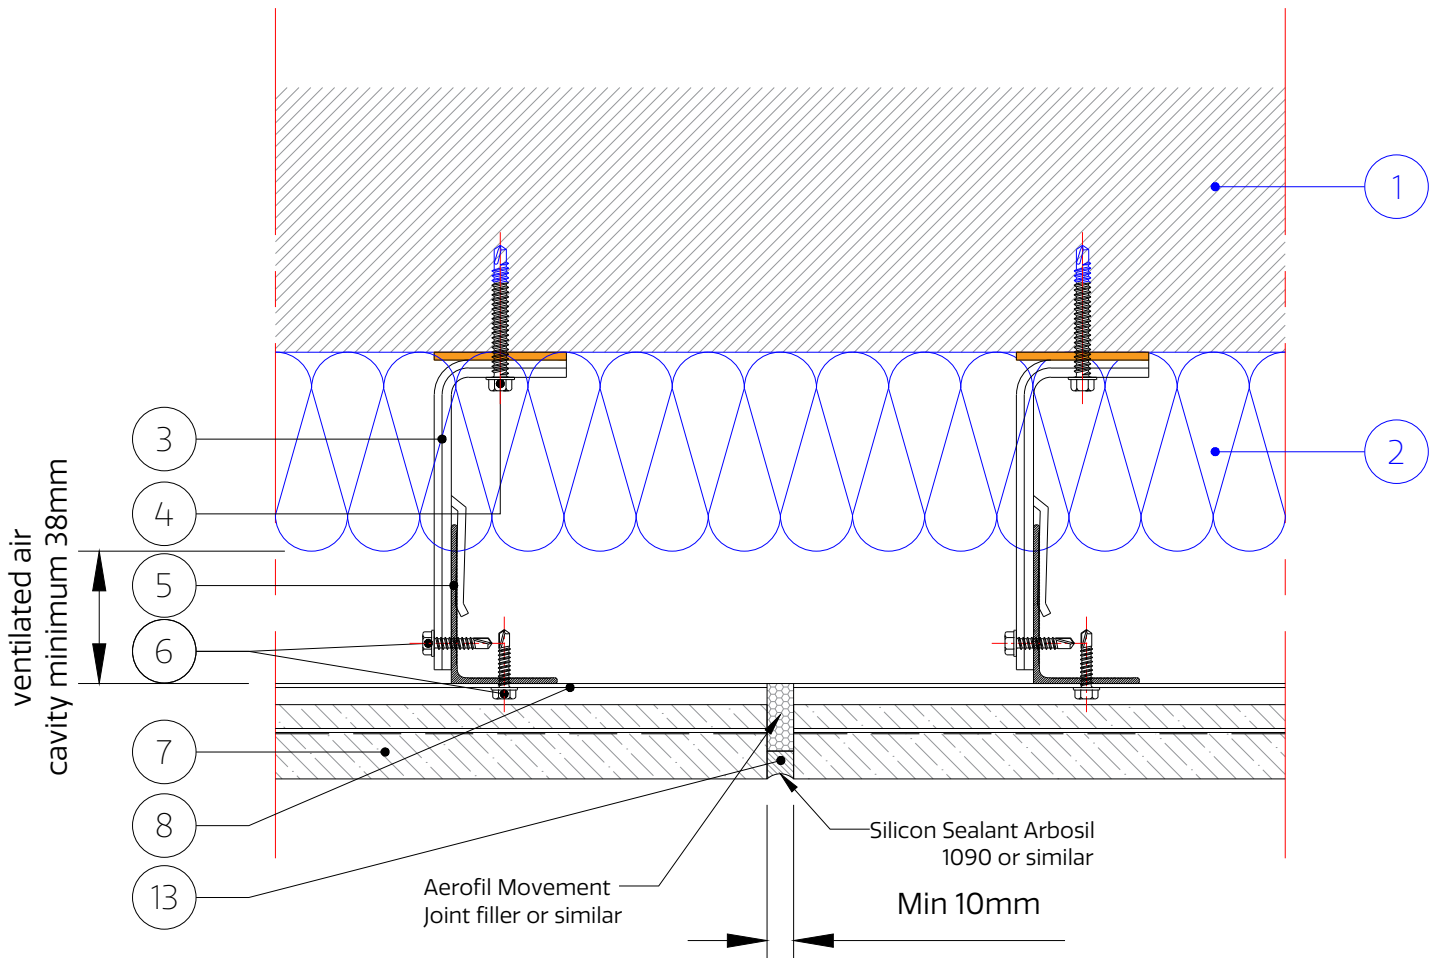 1
2
3
4
5
6
7
8
13
ventilated air
cavity minimum 38mm
Silicon Sealant Arbosil
1090 or similar
Aerofil Movement
Joint filler or similar
Min 10mm